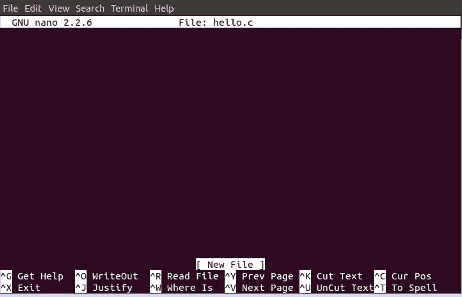 File Edit View Search Terminal Help
GNU nano 2.2.6 File: hello.c
[ New File ]
^G Get Help ^O WriteOut ^R Read File ^Y Prev Page ^K Cut Text ^C Cur Pos
^X Exit ^J Justify ^W Where Is ^V Next Page ^U UnCut Text ^T To Spell